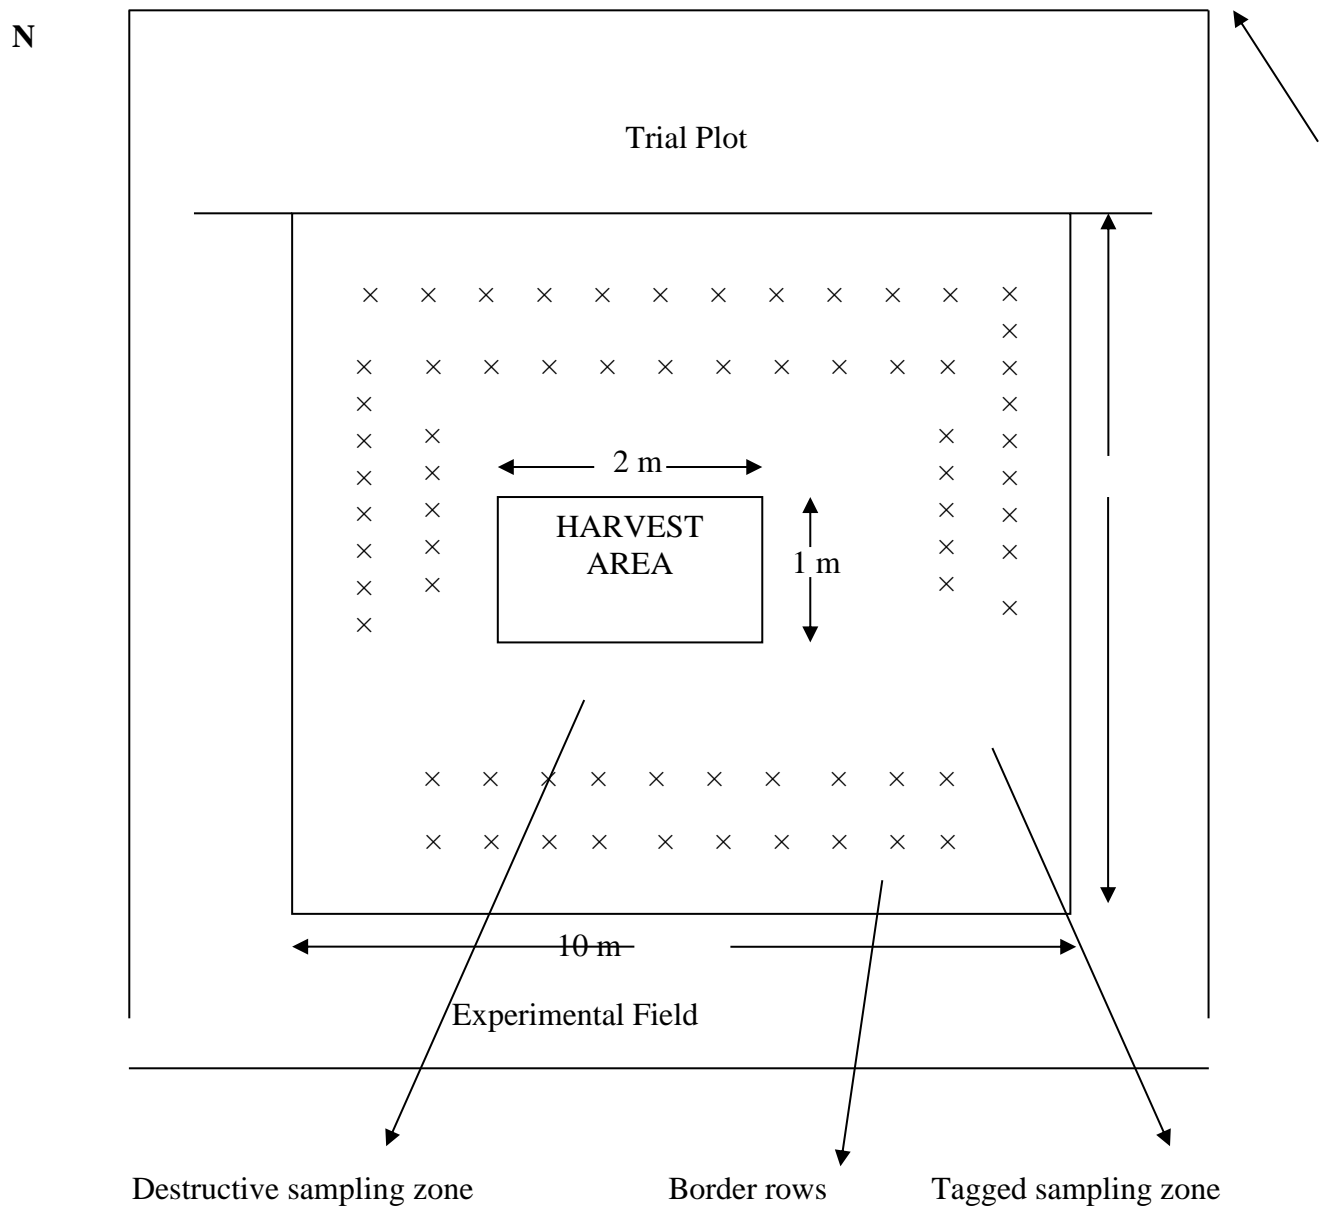 N
Trial Plot
2 m
HARVEST
AREA
1 m
10 m
Experimental Field
Destructive sampling zone
Border rows
Tagged sampling zone